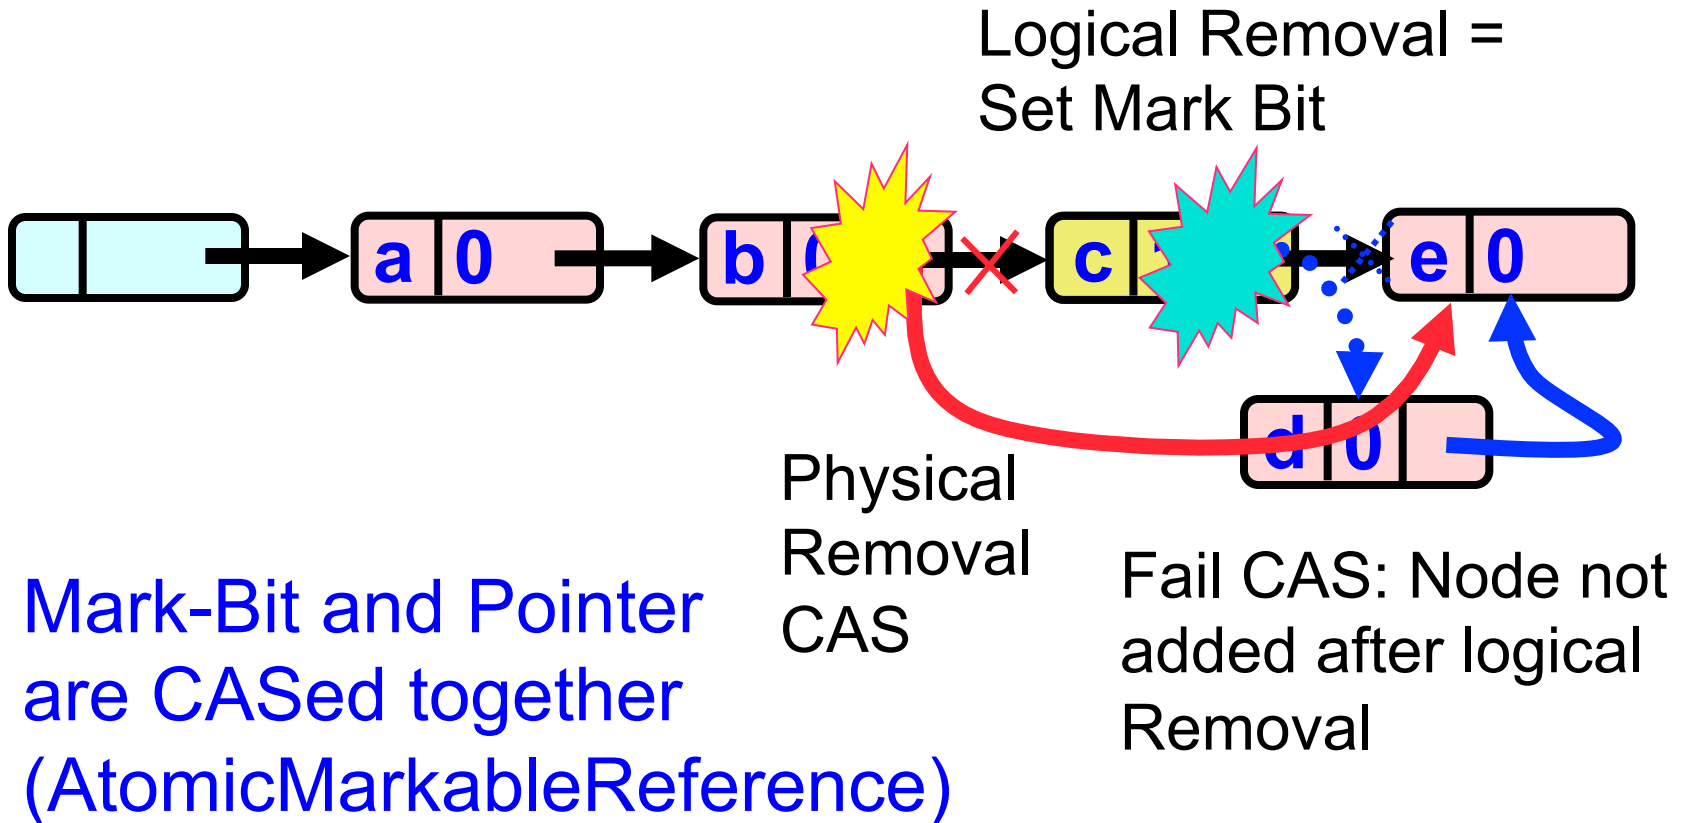 Logical Removal =
Set Mark Bit
a 0
b
c
e 0
d 0
Physical
Removal
CAS
Fail CAS: Node not
added after logical
Removal
Mark-Bit and Pointer
are CASed together
(AtomicMarkableReference)